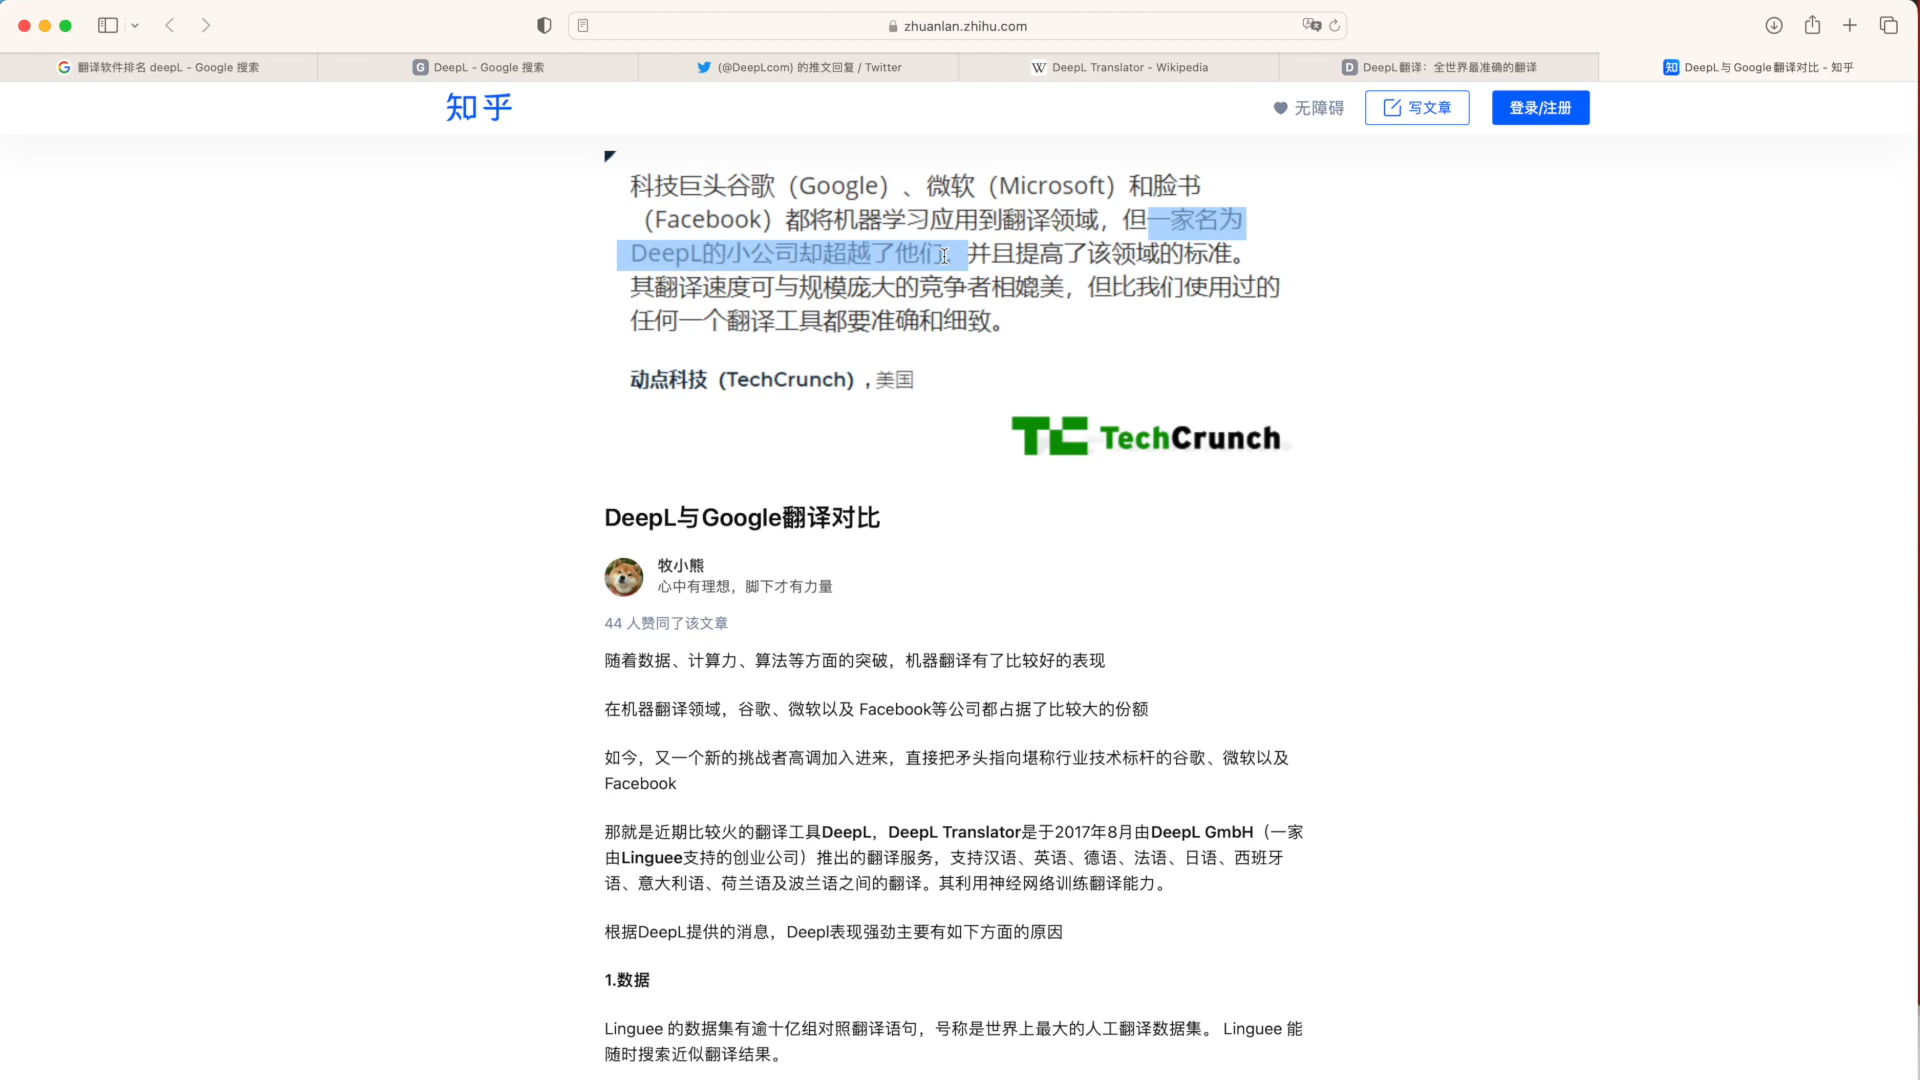 zhuanlan.zhihu.com
翻译软件排名 deepL - Google 搜索
DeepL - Google 搜索
(@DeepLcom) 的推文回复 / Twitter
DeepL Translator - Wikipedia
DeepL翻译：全世界最准确的翻译
DeepL与Google翻译对比 - 知乎
知乎
无障碍
写文章
登录/注册
科技巨头谷歌（Google）、微软（Microsoft）和脸书
（Facebook）都将机器学习应用到翻译领域，但一家名为
DeepL的小公司却超越了他们，并且提高了该领域的标准。
其翻译速度可与规模庞大的竞争者相媲美，但比我们使用过的
任何一个翻译工具都要准确和细致。
动点科技（TechCrunch）, 美国
TechCrunch
DeepL与Google翻译对比
牧小熊
心中有理想，脚下才有力量
44 人赞同了该文章
随着数据、计算力、算法等方面的突破，机器翻译有了比较好的表现
在机器翻译领域，谷歌、微软以及 Facebook等公司都占据了比较大的份额
如今，又一个新的挑战者高调加入进来，直接把矛头指向堪称行业技术标杆的谷歌、微软以及
Facebook
那就是近期比较火的翻译工具DeepL，DeepL Translator是于2017年8月由DeepL GmbH（一家
由Linguee支持的创业公司）推出的翻译服务，支持汉语、英语、德语、法语、日语、西班牙
语、意大利语、荷兰语及波兰语之间的翻译。其利用神经网络训练翻译能力。
根据DeepL提供的消息，Deepl表现强劲主要有如下方面的原因
1.数据
Linguee 的数据集有逾十亿组对照翻译语句，号称是世界上最大的人工翻译数据集。 Linguee 能
随时搜索近似翻译结果。